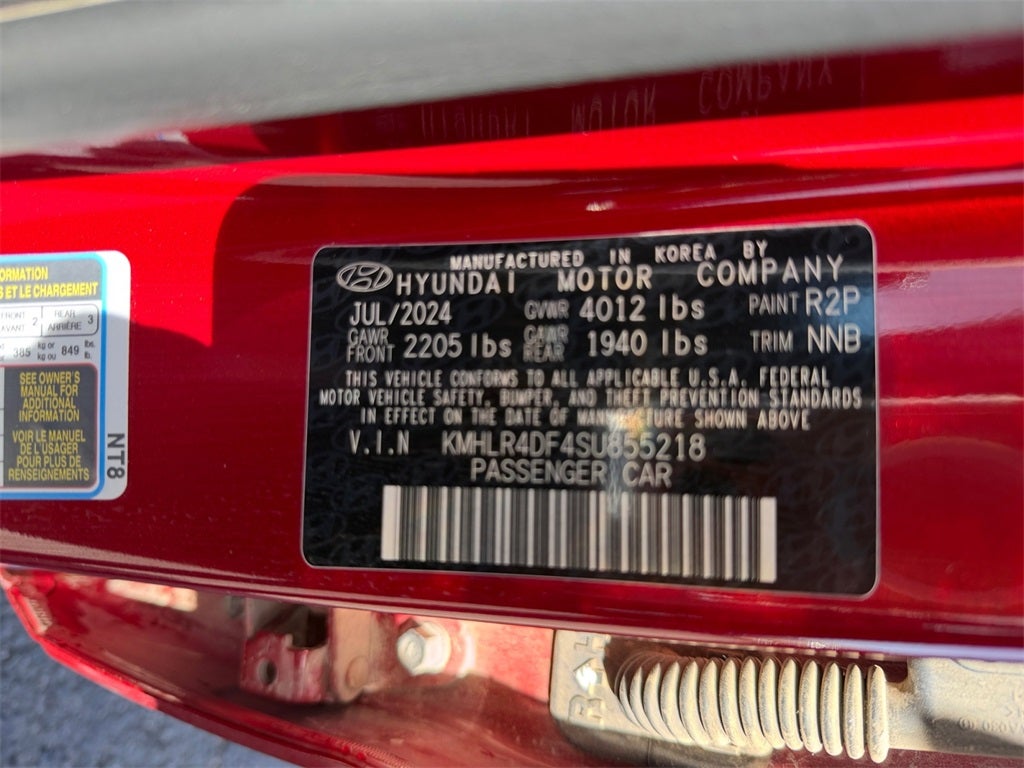 MANUFACTURED IN KOREA BY
HYUNDAI MOTOR COMPANY
JUL/2024 GVWR 4012 lbs PAINT R2P
GAWR FRONT 2205 lbs GAWR REAR 1940 lbs TRIM NNB
THIS VEHICLE CONFORMS TO ALL APPLICABLE U.S.A. FEDERAL
MOTOR VEHICLE SAFETY, BUMPER, AND THEFT PREVENTION STANDARDS
IN EFFECT ON THE DATE OF MANUFACTURE SHOWN ABOVE
V.I.N KMHLR4DF4SU855218
PASSENGER CAR
ORMATION
S ET LE CHARGEMENT
FRONT 2 REAR 3
AVANT ARRIÈRE
385 kg or 849 lbs.
kg ou lb.
SEE OWNER'S
MANUAL FOR
ADDITIONAL
INFORMATION
VOIR LE MANUEL
DE L'USAGER
POUR PLUS DE
RENSEIGNEMENTS
NT8